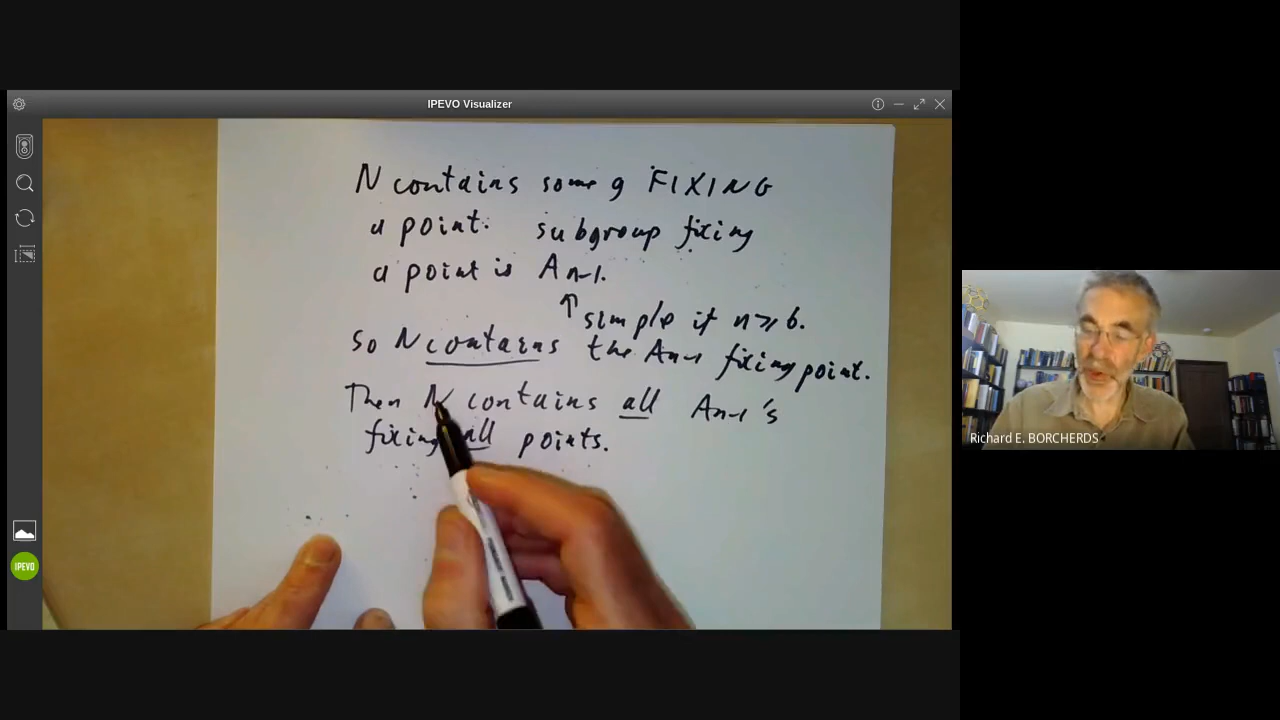 IPEVO Visualizer
N contains some g FIXING
a point. subgroup fixing
a point is An-1.
↑ simple if n≥6.
so N contains the An-1 fixing point.
Then N contains all An-1's
fixing all points.
Richard E. BORCHERDS
IPEVO